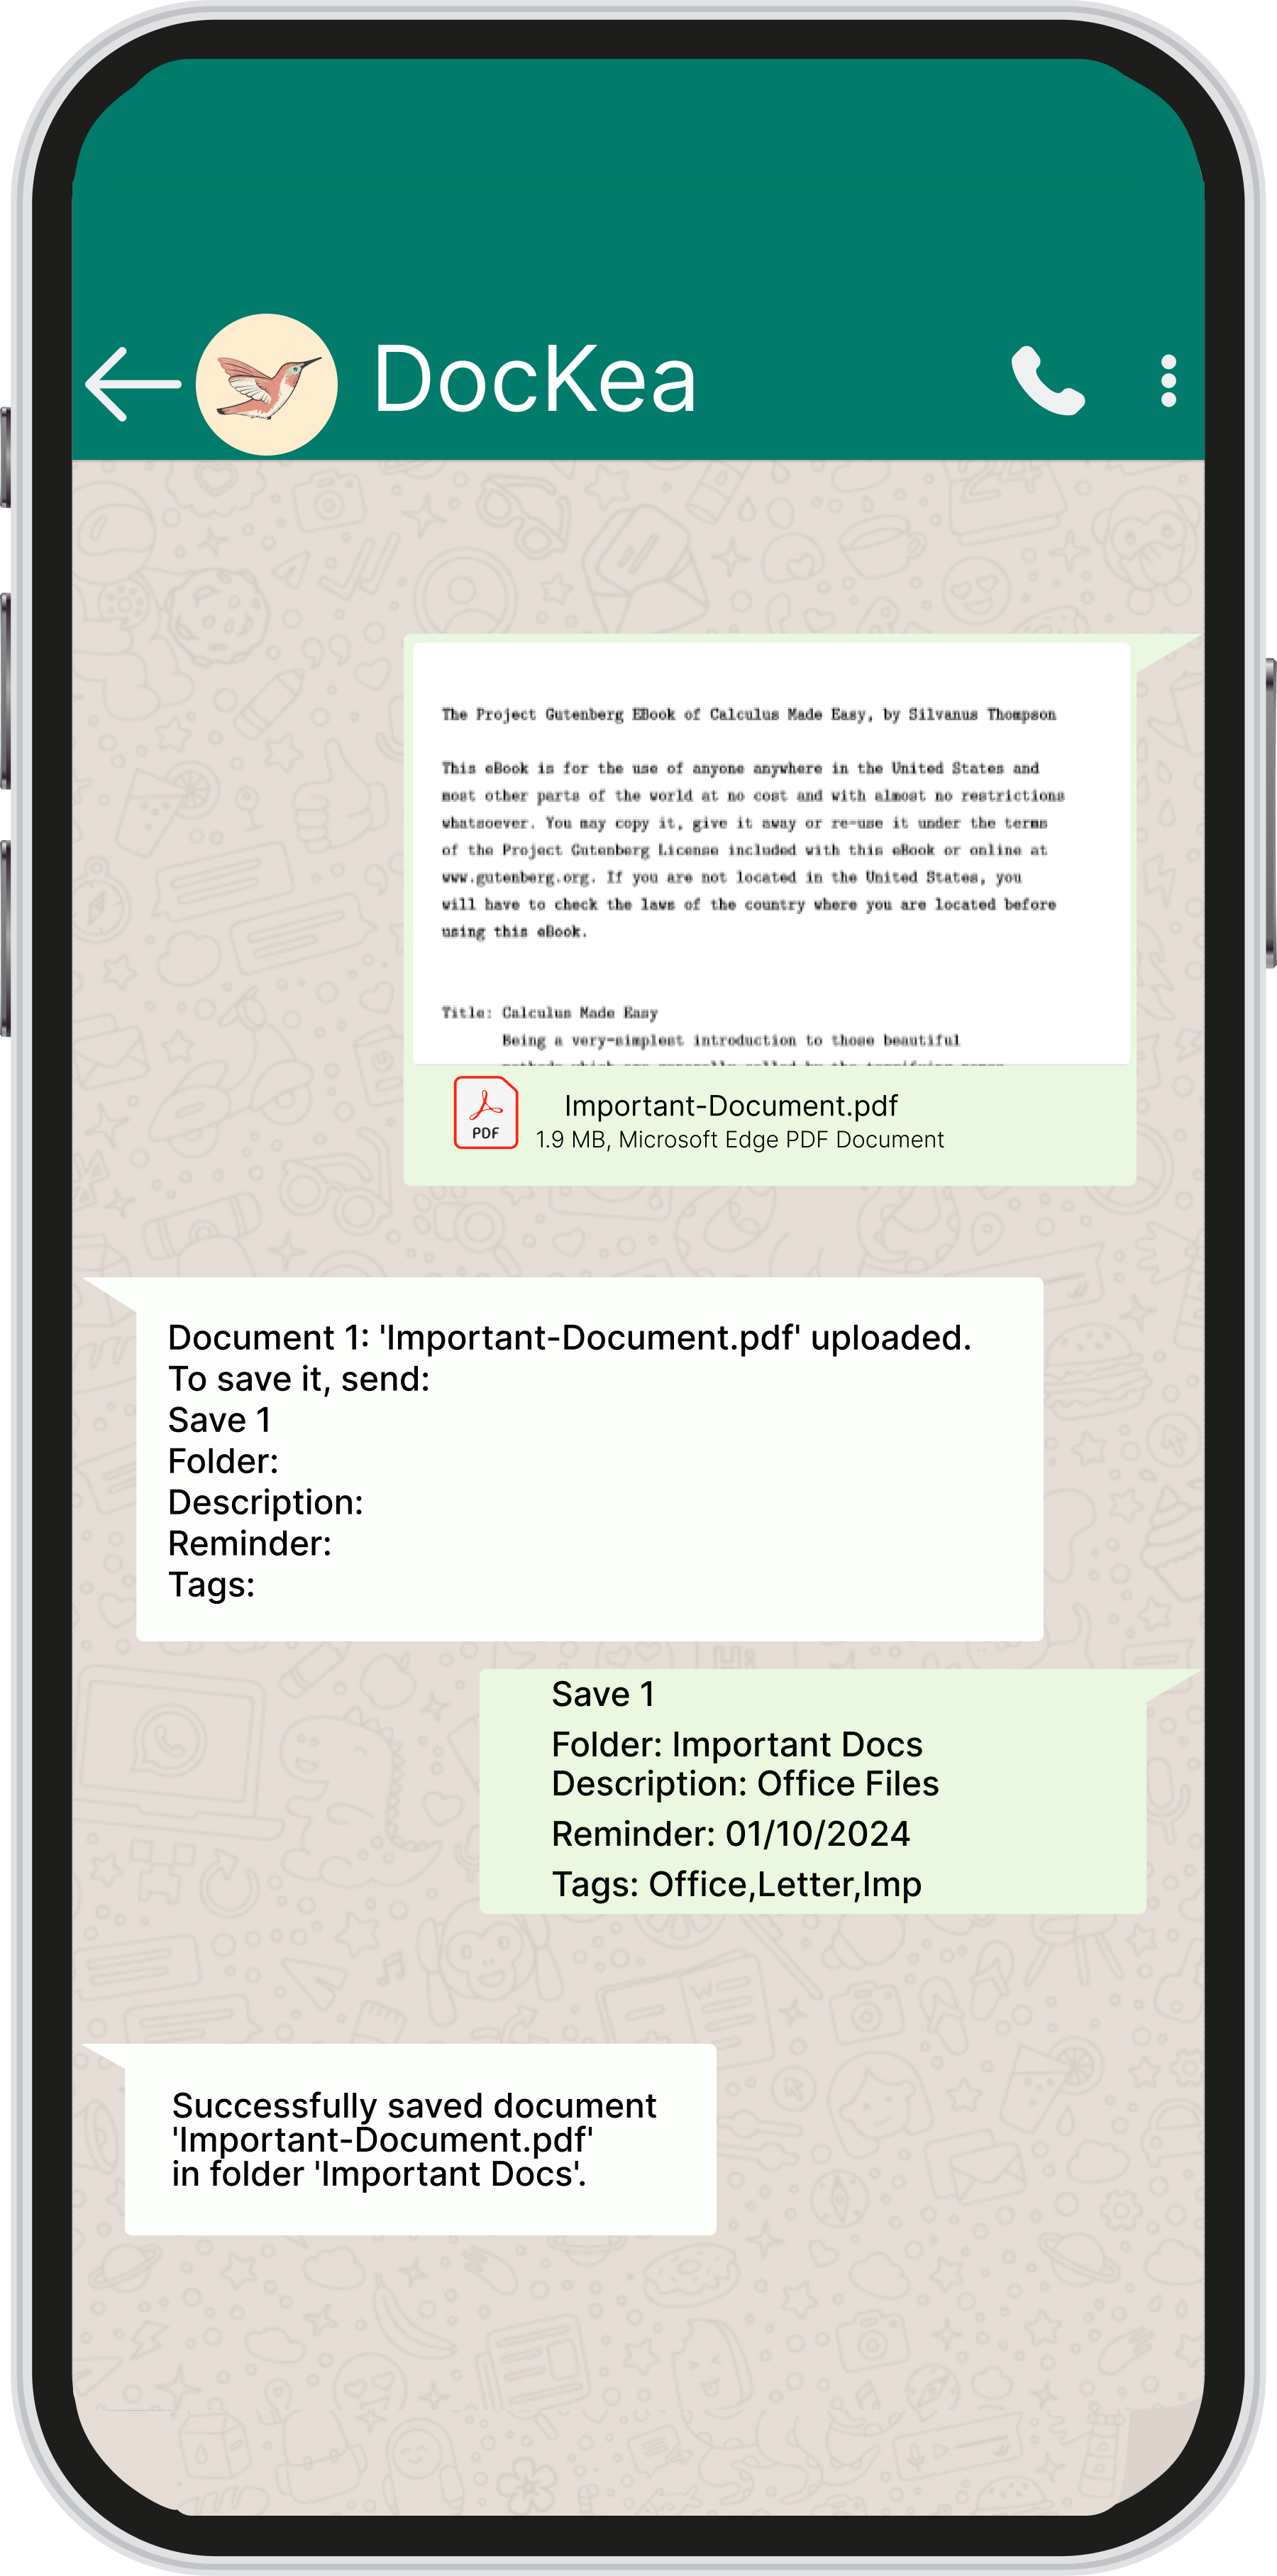 DocKea
The Project Gutenberg EBook of Calculus Made Easy, by Silvanus Thompson
This eBook is for the use of anyone anywhere in the United States and
most other parts of the world at no cost and with almost no restrictions
whatsoever. You may copy it, give it away or re-use it under the terms
of the Project Gutenberg License included with this eBook or online at
www.gutenberg.org. If you are not located in the United States, you
will have to check the laws of the country where you are located before
using this eBook.
Title: Calculus Made Easy
Being a very-simplest introduction to those beautiful
PDF
Important-Document.pdf
1.9 MB, Microsoft Edge PDF Document
Document 1: 'Important-Document.pdf' uploaded.
To save it, send:
Save 1
Folder:
Description:
Reminder:
Tags:
Save 1
Folder: Important Docs
Description: Office Files
Reminder: 01/10/2024
Tags: Office,Letter,Imp
Successfully saved document
'Important-Document.pdf'
in folder 'Important Docs'.